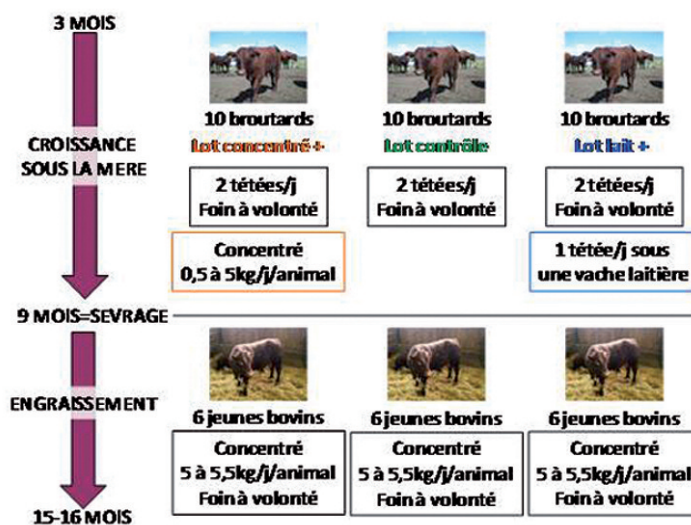 3 MOIS
10 broutards
10 broutards
10 broutards
CROISSANCE
SOUS LA MERE
Lot concentré +
Lot contrôle
Lot lait +
2 tétées/j
Foin à volonté
2 tétées/j
Foin à volonté
2 tétées/j
Foin à volonté
Concentré
0,5 à 5kg/j/animal
1 tétée/j sous
une vache laitière
9 MOIS=SEVRAGE
ENGRAISSEMENT
6 jeunes bovins
6 jeunes bovins
6 jeunes bovins
Concentré
5 à 5,5kg/j/animal
Foin à volonté
Concentré
5 à 5,5kg/j/animal
Foin à volonté
Concentré
5 à 5,5kg/j/animal
Foin à volonté
15-16 MOIS